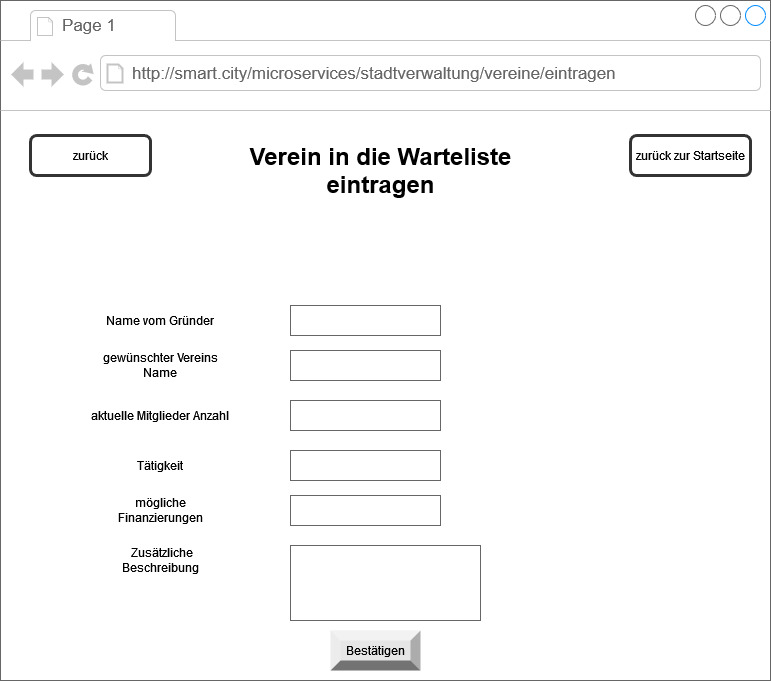 Page 1
http://smart.city/microservices/stadtverwaltung/vereine/eintragen
zurück
Verein in die Warteliste
eintragen
zurück zur Startseite
Name vom Gründer
gewünschter Vereins
Name
aktuelle Mitglieder Anzahl
Tätigkeit
mögliche
Finanzierungen
Zusätzliche
Beschreibung
Bestätigen